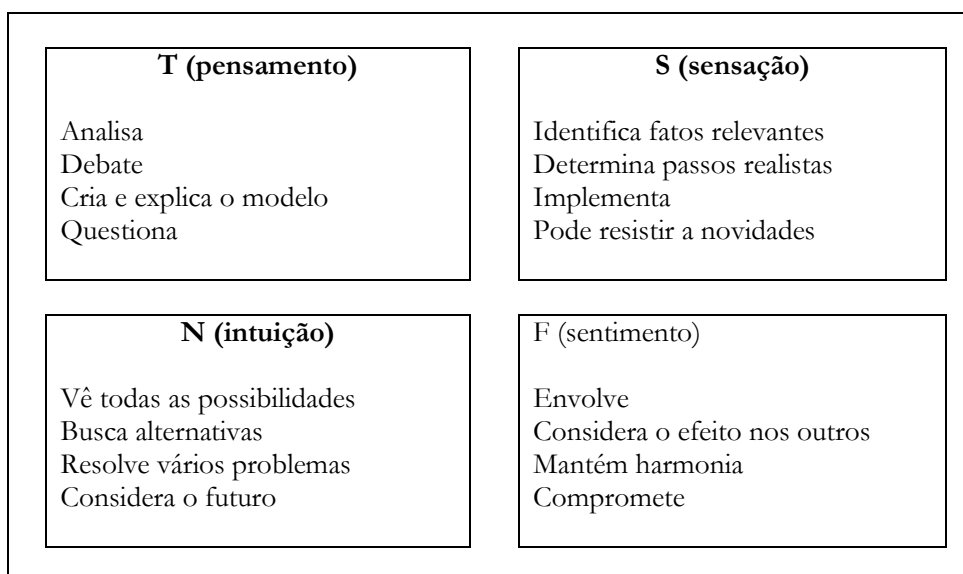 T (pensamento)
Analisa
Debate
Cria e explica o modelo
Questiona
S (sensação)
Identifica fatos relevantes
Determina passos realistas
Implementa
Pode resistir a novidades
N (intuição)
Vê todas as possibilidades
Busca alternativas
Resolve vários problemas
Considera o futuro
F (sentimento)
Envolve
Considera o efeito nos outros
Mantém harmonia
Compromete